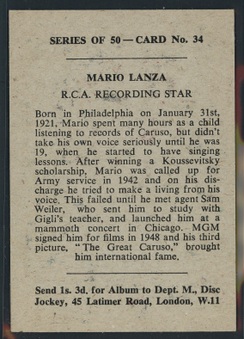 SERIES OF 50 — CARD No. 34
MARIO LANZA
R.C.A. RECORDING STAR
Born in Philadelphia on January 31st,
1921, Mario spent many hours as a child
listening to records of Caruso, but didn't
take his own voice seriously until he was
19, when he started to have singing
lessons. After winning a Koussevitsky
scholarship, Mario was called up for
Army service in 1942 and on his dis-
charge he tried to make a living from his
voice. This failed until he met agent Sam
Weiler, who sent him to study with
Gigli's teacher, and launched him at a
mammoth concert in Chicago. MGM
signed him for films in 1948 and his third
picture, "The Great Caruso," brought
him international fame.
Send 1s. 3d. for Album to Dept. M., Disc
Jockey, 45 Latimer Road, London, W.11